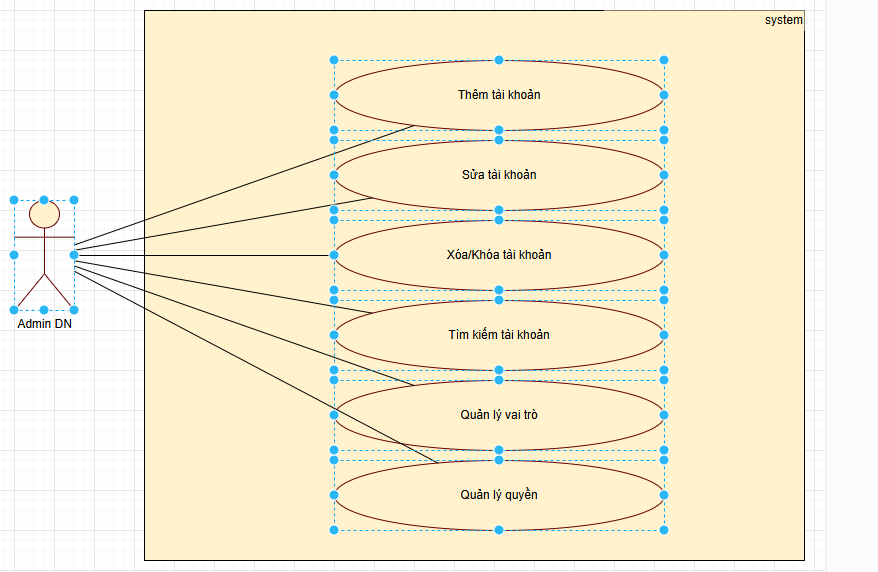 system
Thêm tài khoản
Sửa tài khoản
Xóa/Khóa tài khoản
Tìm kiếm tài khoản
Quản lý vai trò
Quản lý quyền
Admin DN